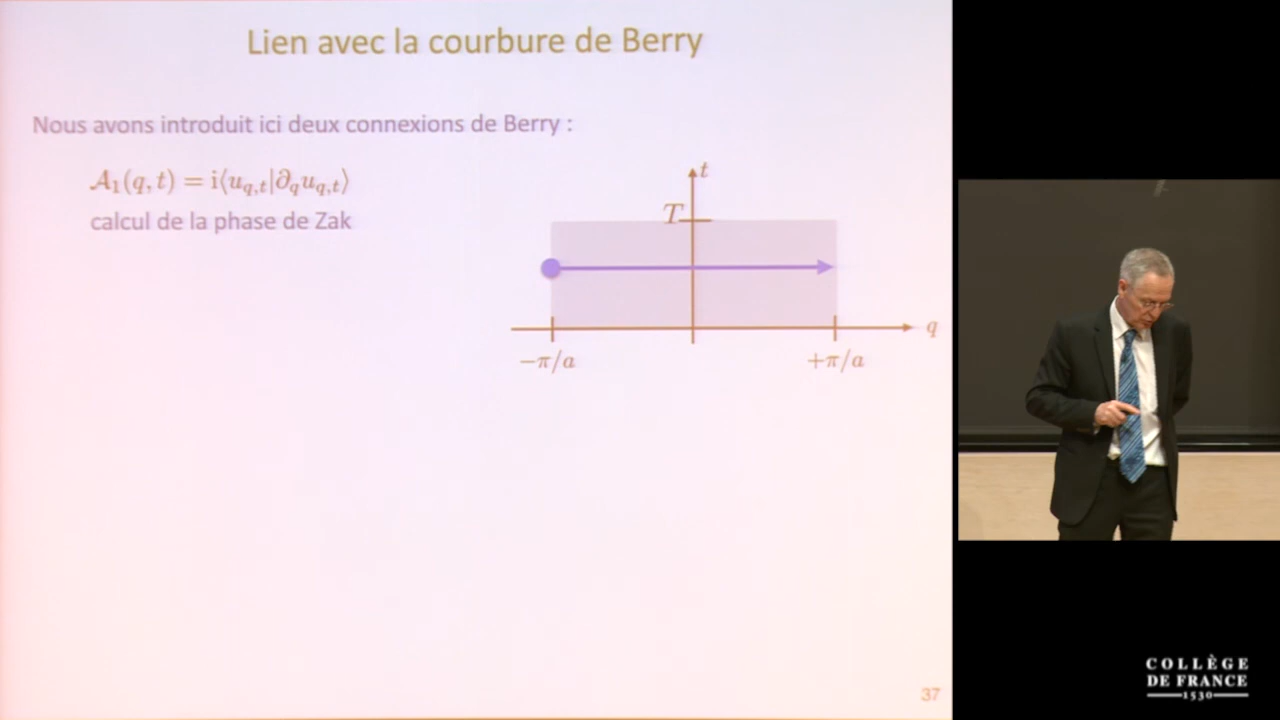 Lien avec la courbure de Berry
Nous avons introduit ici deux connexions de Berry :
𝒜₁(q, t) = i⟨u_{q,t}|∂_q u_{q,t}⟩
calcul de la phase de Zak
t
T
q
−π/a
+π/a
37
COLLÈGE
DE FRANCE
1530